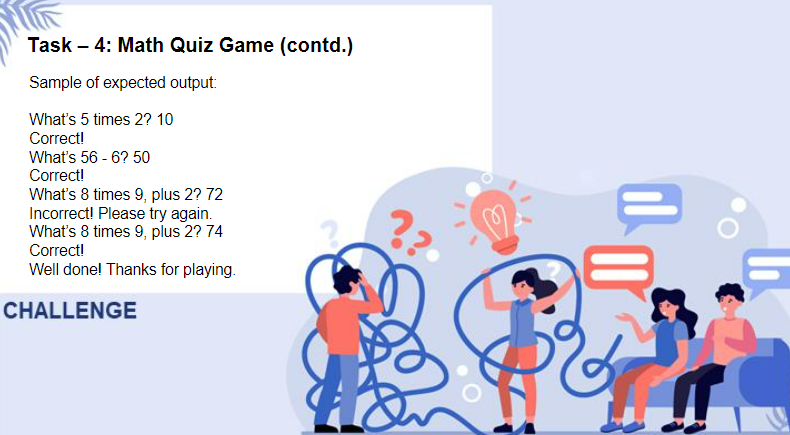 Task – 4: Math Quiz Game (contd.)
Sample of expected output:
What’s 5 times 2? 10
Correct!
What’s 56 - 6? 50
Correct!
What’s 8 times 9, plus 2? 72
Incorrect! Please try again.
What’s 8 times 9, plus 2? 74
Correct!
Well done! Thanks for playing.
CHALLENGE